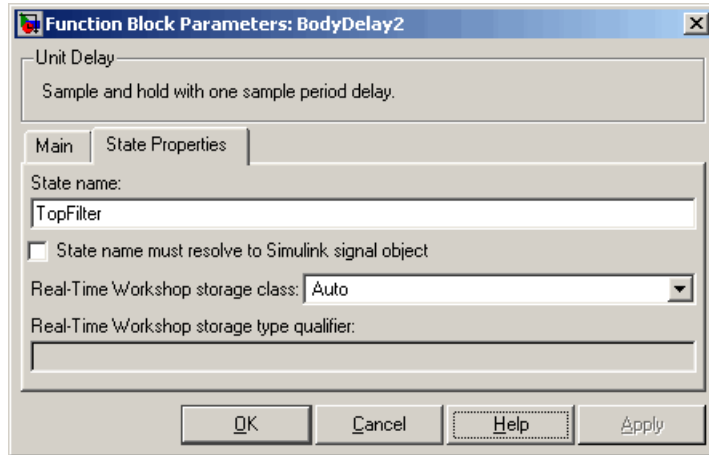 Function Block Parameters: BodyDelay2
Unit Delay
Sample and hold with one sample period delay.
Main State Properties
State name:
TopFilter
State name must resolve to Simulink signal object
Real-Time Workshop storage class: Auto
Real-Time Workshop storage type qualifier:
OK Cancel Help Apply